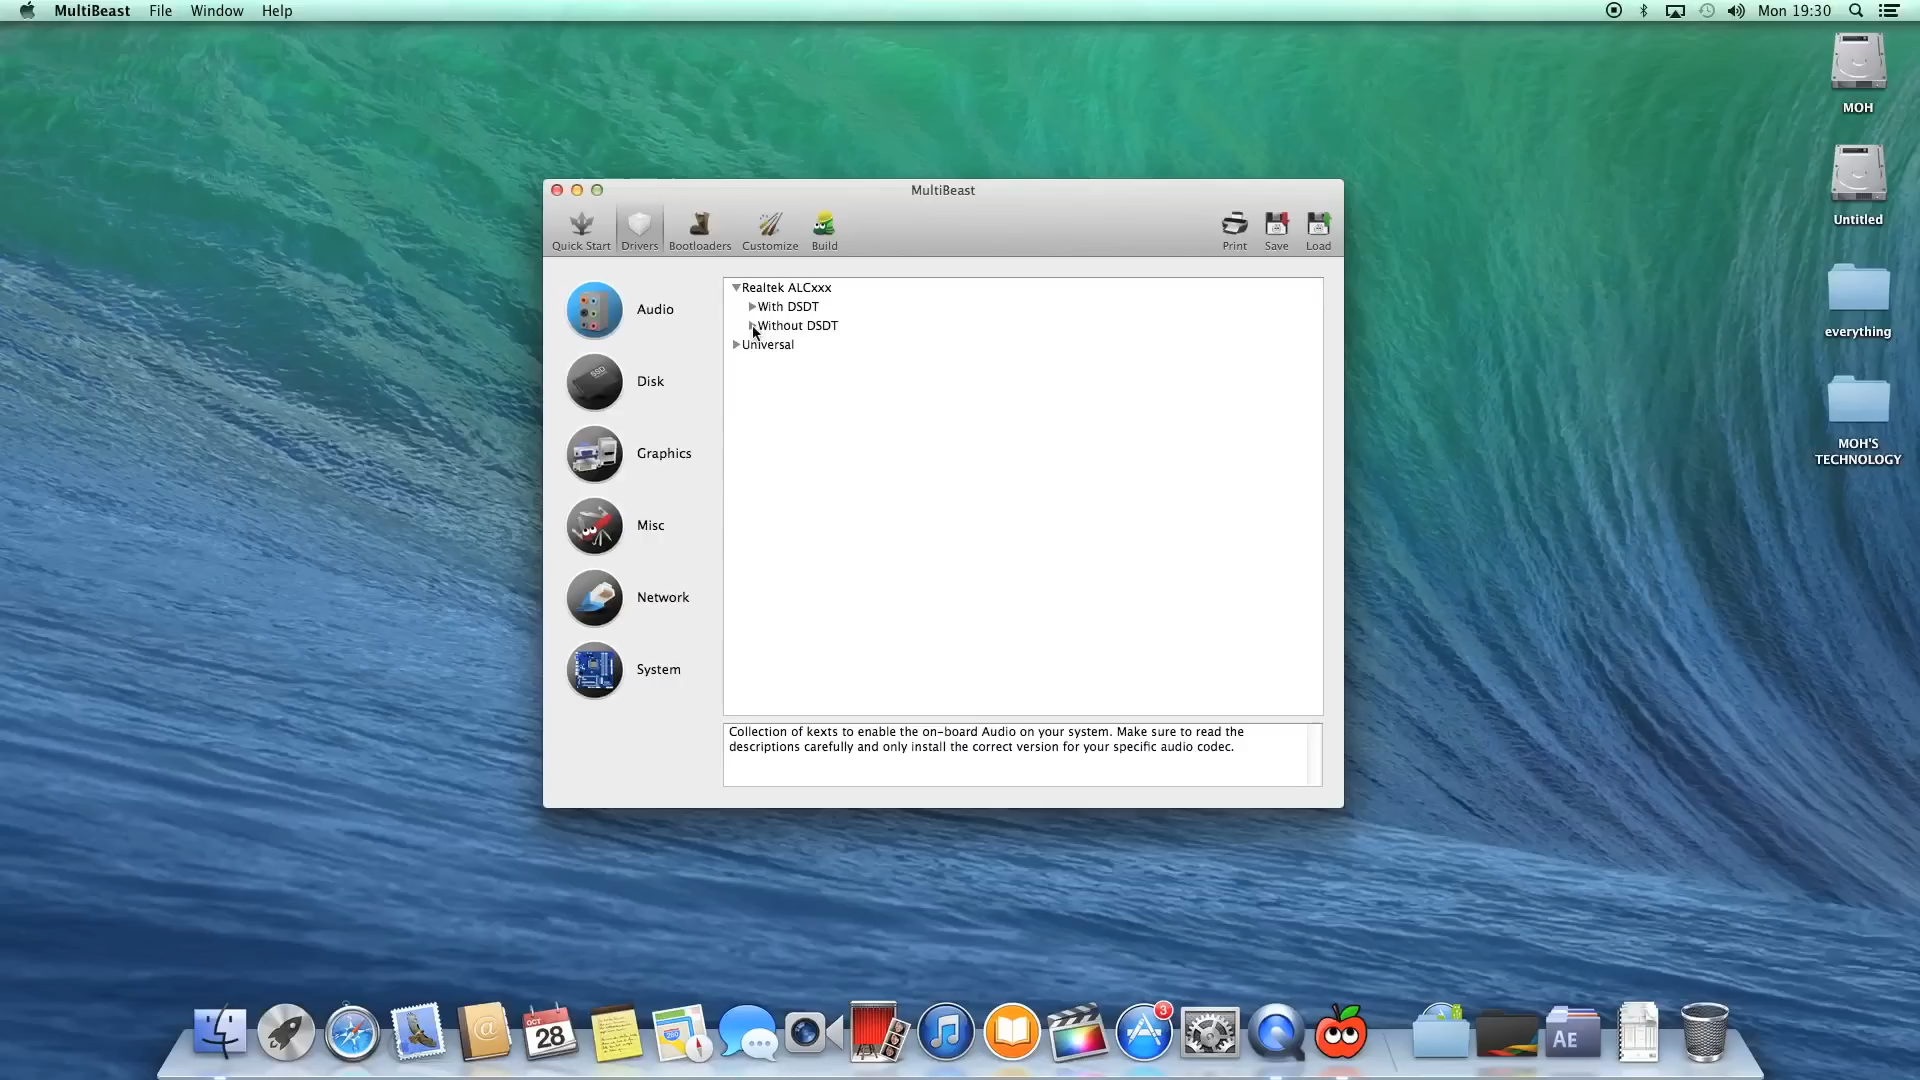 MultiBeast File Window Help
Mon 19:30
MOH
Untitled
everything
MOH'S
TECHNOLOGY
MultiBeast
Quick Start Drivers Bootloaders Customize Build
Print Save Load
Audio
Disk
Graphics
Misc
Network
System
Realtek ALCxxx
With DSDT
Without DSDT
Universal
SSD
Collection of kexts to enable the on-board Audio on your system. Make sure to read the
descriptions carefully and only install the correct version for your specific audio codec.
OCT
28
3
AE